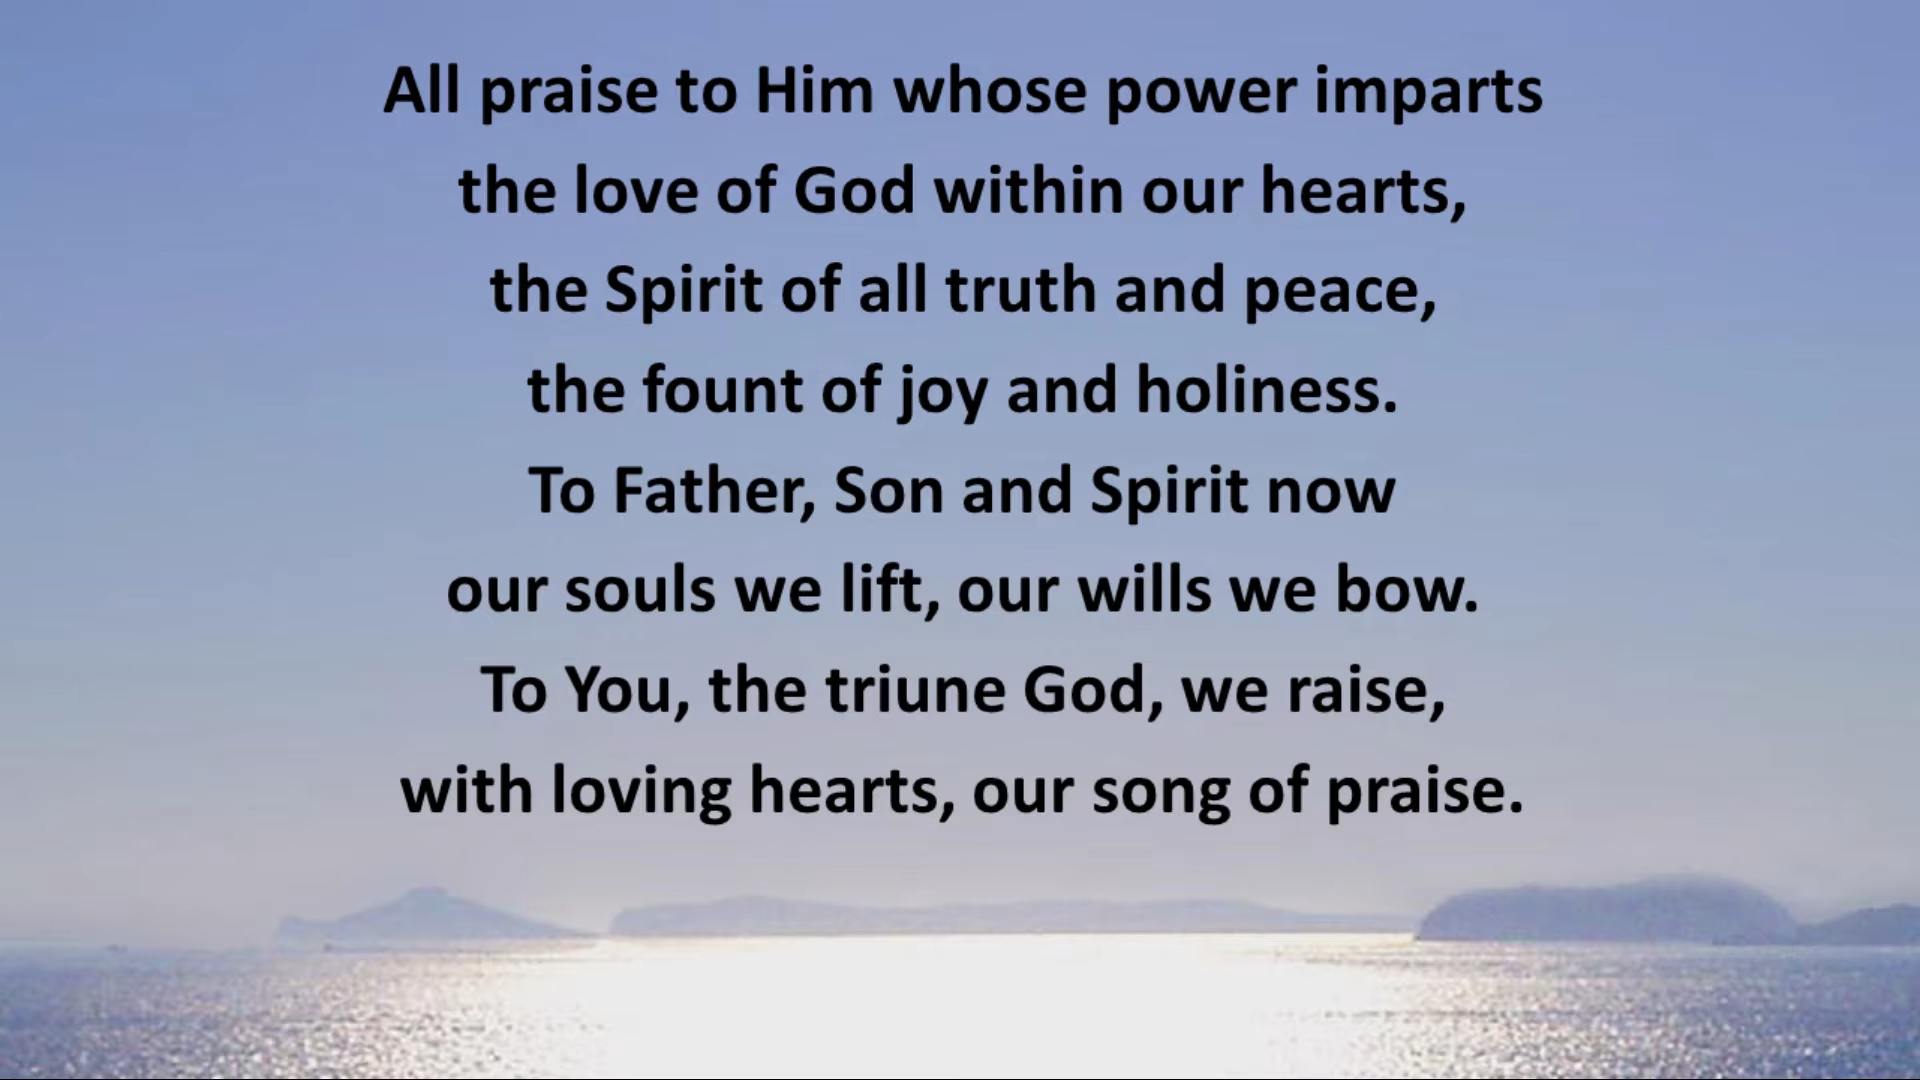 All praise to Him whose power imparts
the love of God within our hearts,
the Spirit of all truth and peace,
the fount of joy and holiness.
To Father, Son and Spirit now
our souls we lift, our wills we bow.
To You, the triune God, we raise,
with loving hearts, our song of praise.